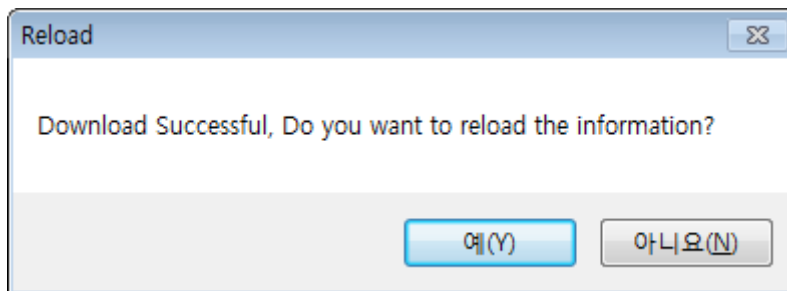 Reload
Download Successful, Do you want to reload the information?
예(Y) 아니요(N)